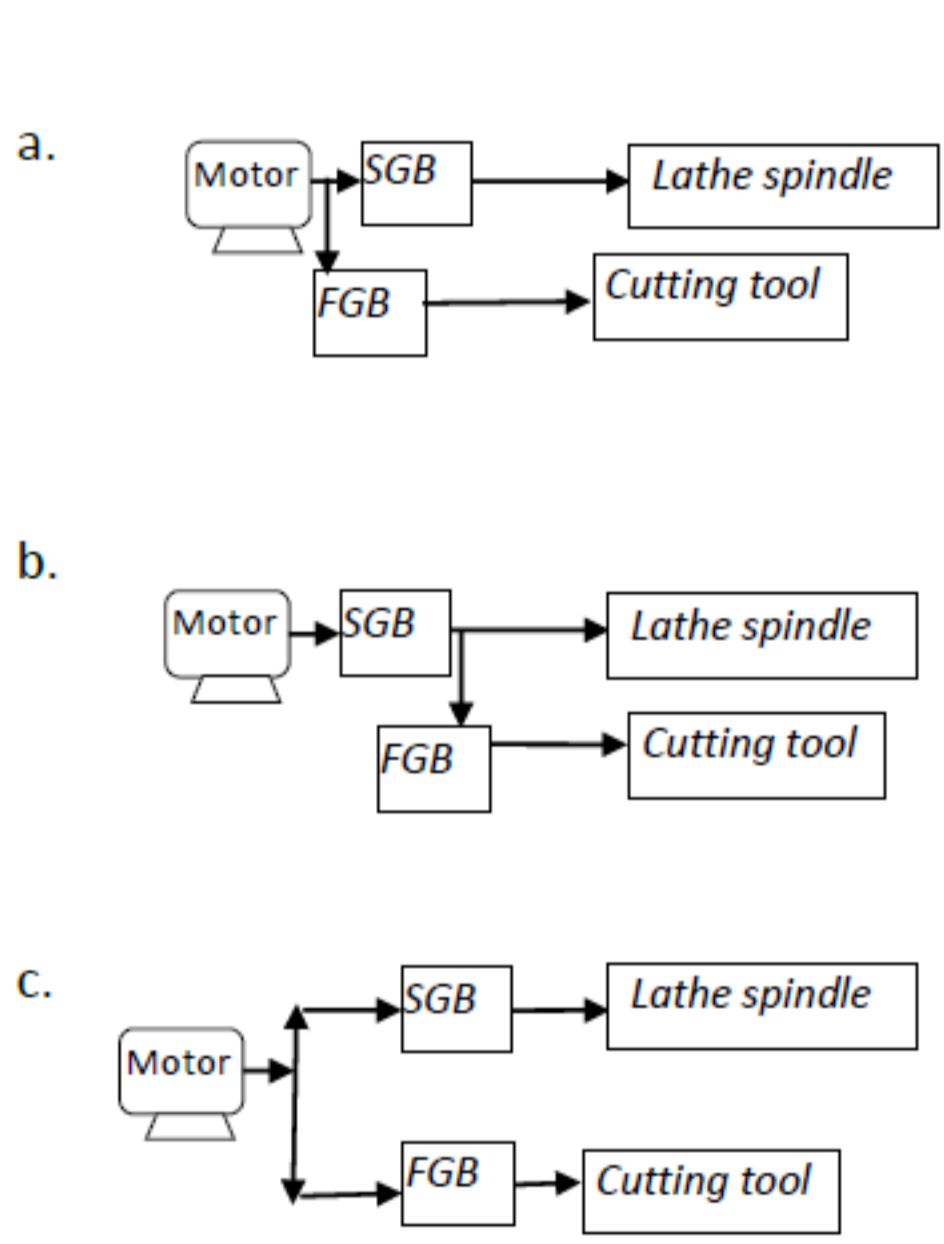 a.
Motor
SGB
Lathe spindle
FGB
Cutting tool
b.
Motor
SGB
Lathe spindle
FGB
Cutting tool
c.
SGB
Lathe spindle
Motor
FGB
Cutting tool